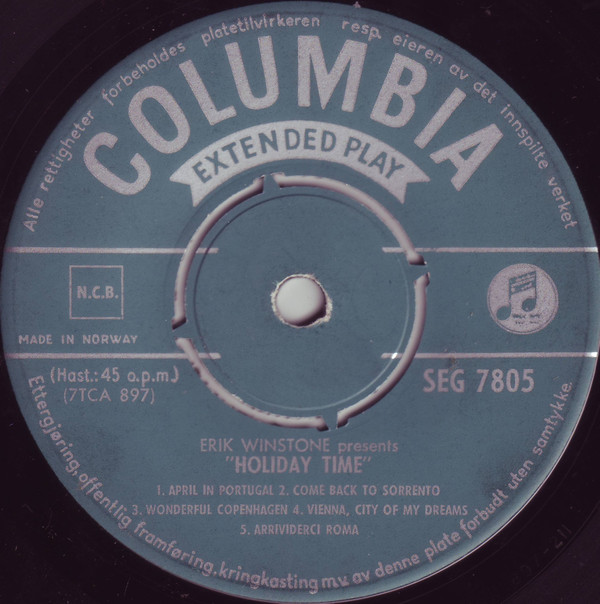 Alle rettigheter forbeholdes platetilvirkeren resp. eieren av det innspilte verket
COLUMBIA
EXTENDED PLAY
N.C.B.
MADE IN NORWAY
(Hast.: 45 o.p.m.)
(7TCA 897)
SEG 7805
ERIK WINSTONE presents
"HOLIDAY TIME"
1. APRIL IN PORTUGAL 2. COME BACK TO SORRENTO
3. WONDERFUL COPENHAGEN 4. VIENNA, CITY OF MY DREAMS
5. ARRIVIDERCI ROMA
Ettergjøring, offentlig framføring, kringkasting m.v. av denne plate forbudt uten samtykke.